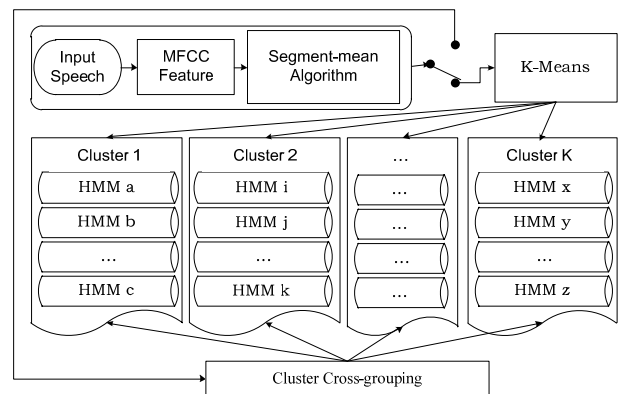 Input
Speech
MFCC
Feature
Segment-mean
Algorithm
K-Means
Cluster 1
HMM a
HMM b
...
HMM c
Cluster 2
HMM i
HMM j
...
HMM k
...
...
...
...
...
Cluster K
HMM x
HMM y
...
HMM z
Cluster Cross-grouping